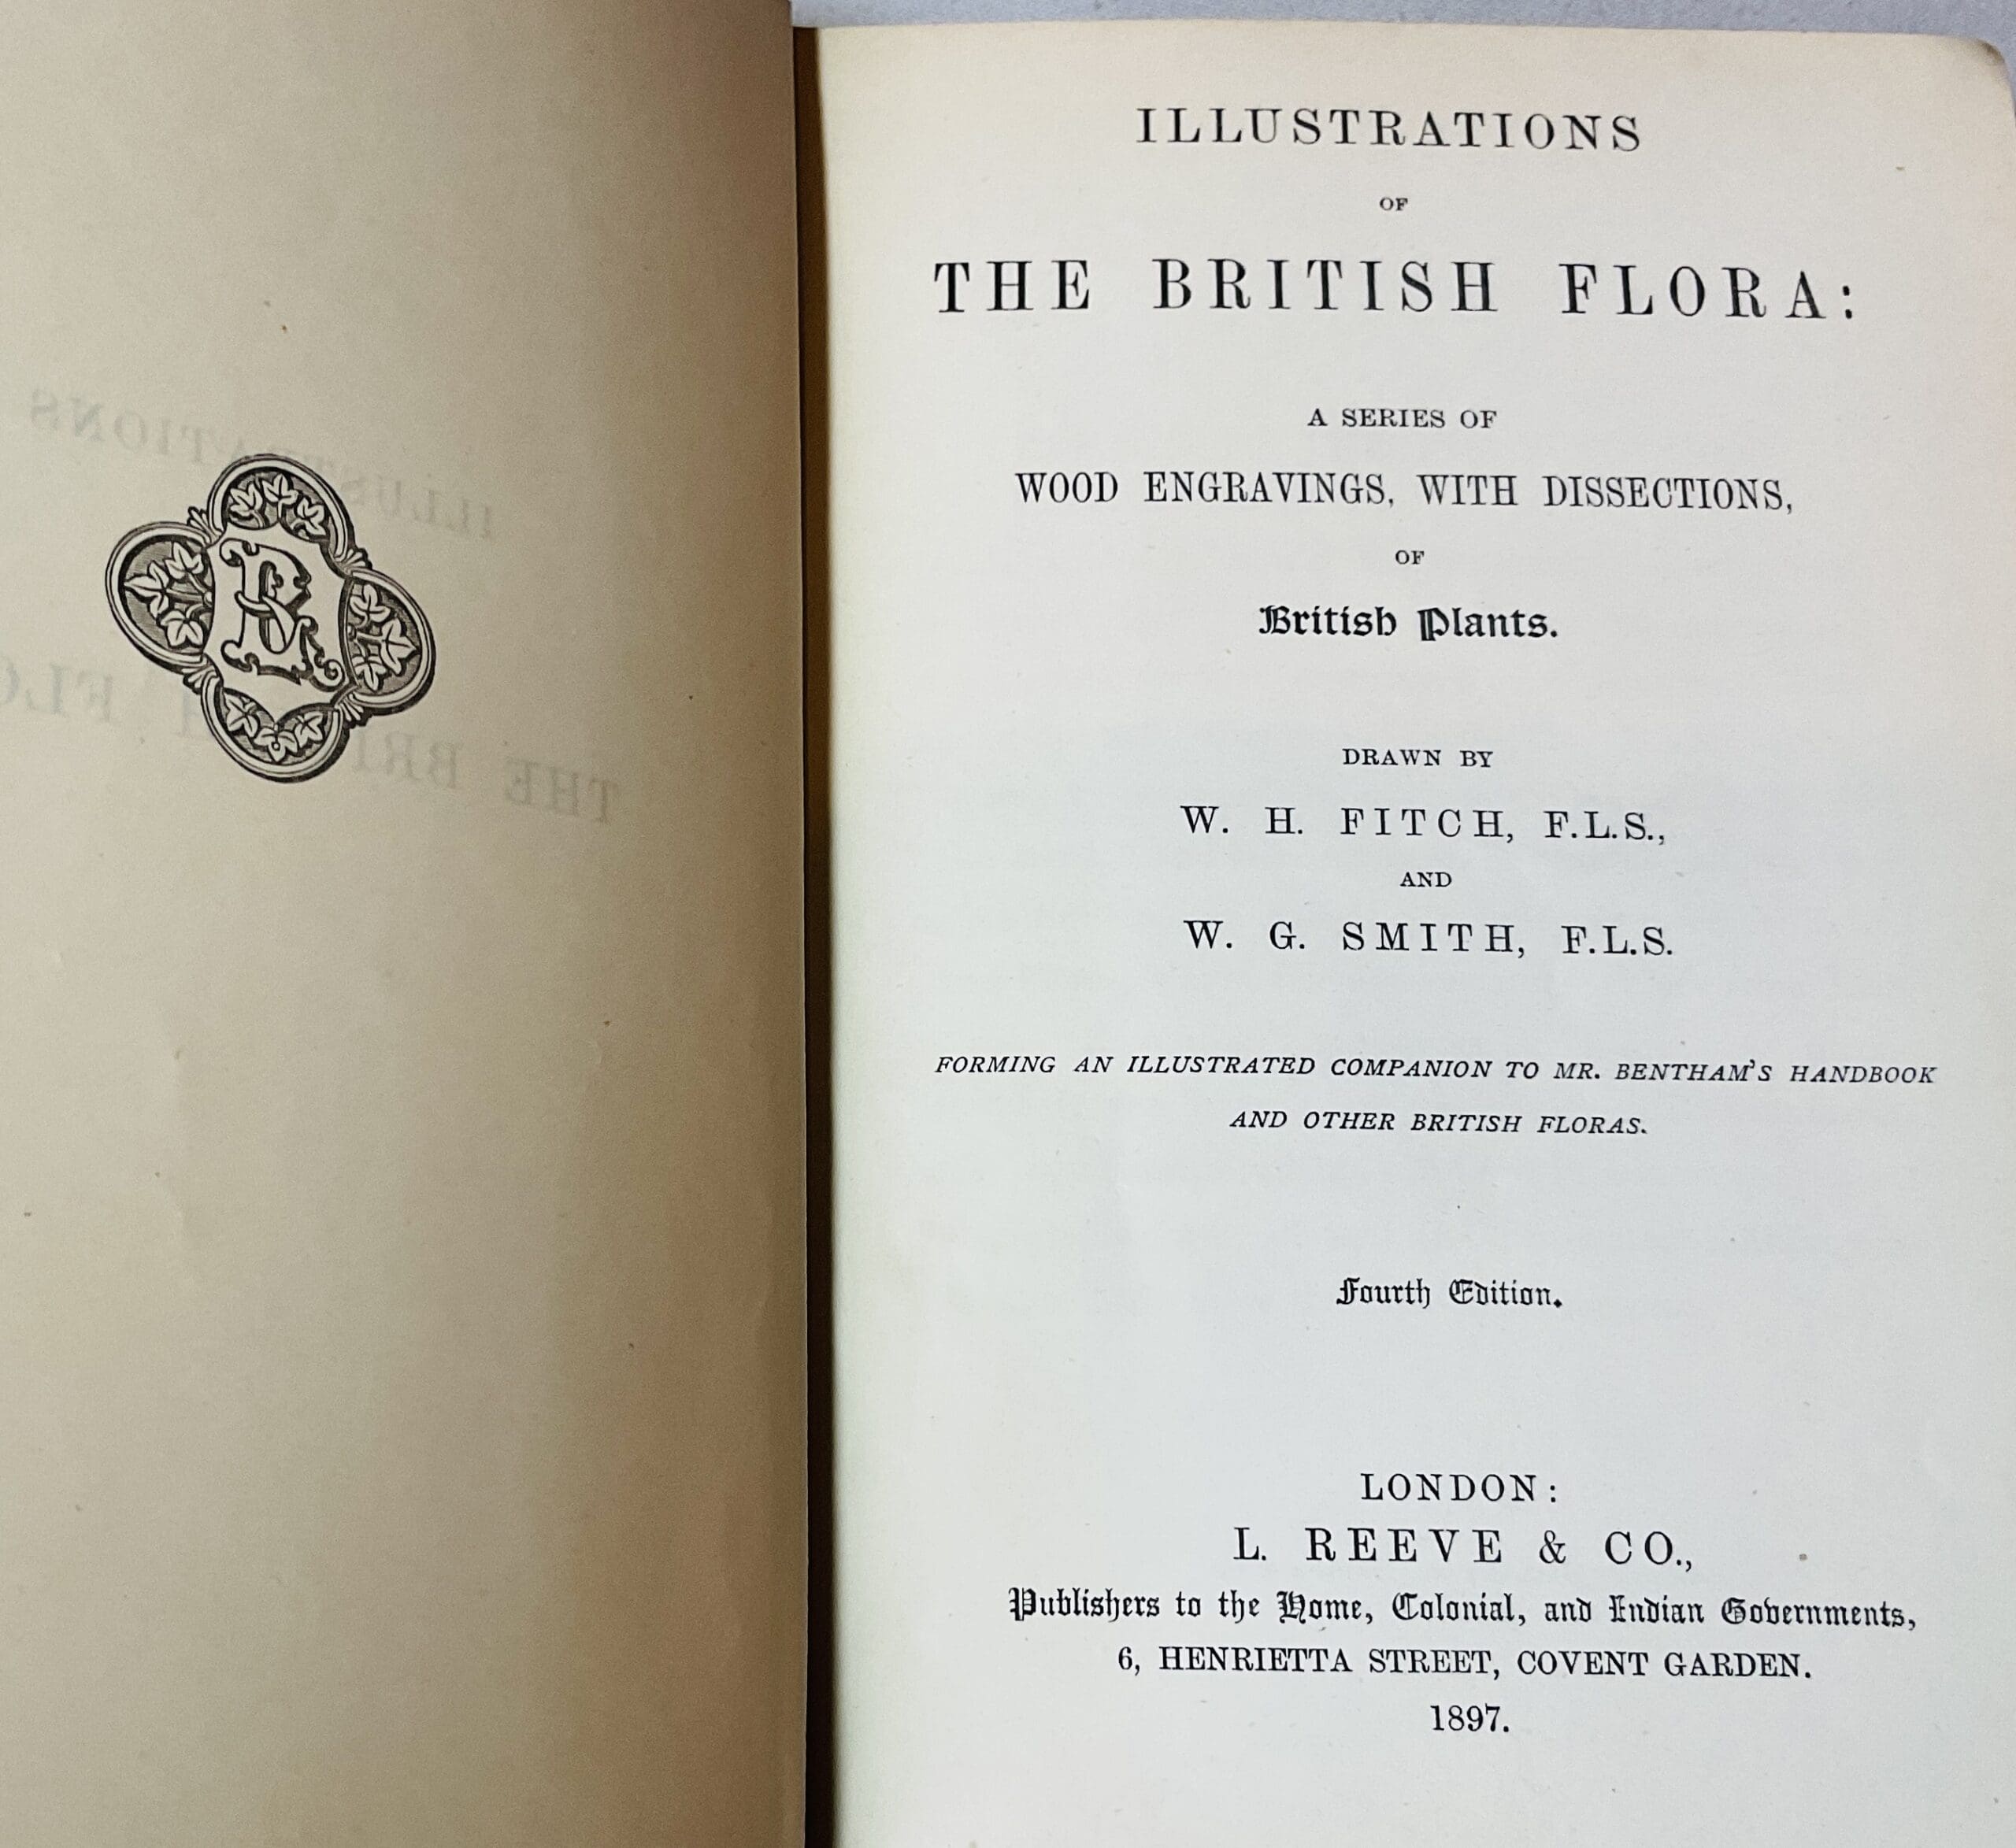 ILLUSTRATIONS
OF
THE BRITISH FLORA:
A SERIES OF
WOOD ENGRAVINGS, WITH DISSECTIONS,
OF
British Plants.
DRAWN BY
W. H. FITCH, F.L.S.,
AND
W. G. SMITH, F.L.S.
FORMING AN ILLUSTRATED COMPANION TO MR. BENTHAM'S HANDBOOK
AND OTHER BRITISH FLORAS.
Fourth Edition.
LONDON:
L. REEVE & CO.,
Publishers to the Home, Colonial, and Indian Governments,
6, HENRIETTA STREET, COVENT GARDEN.
1897.